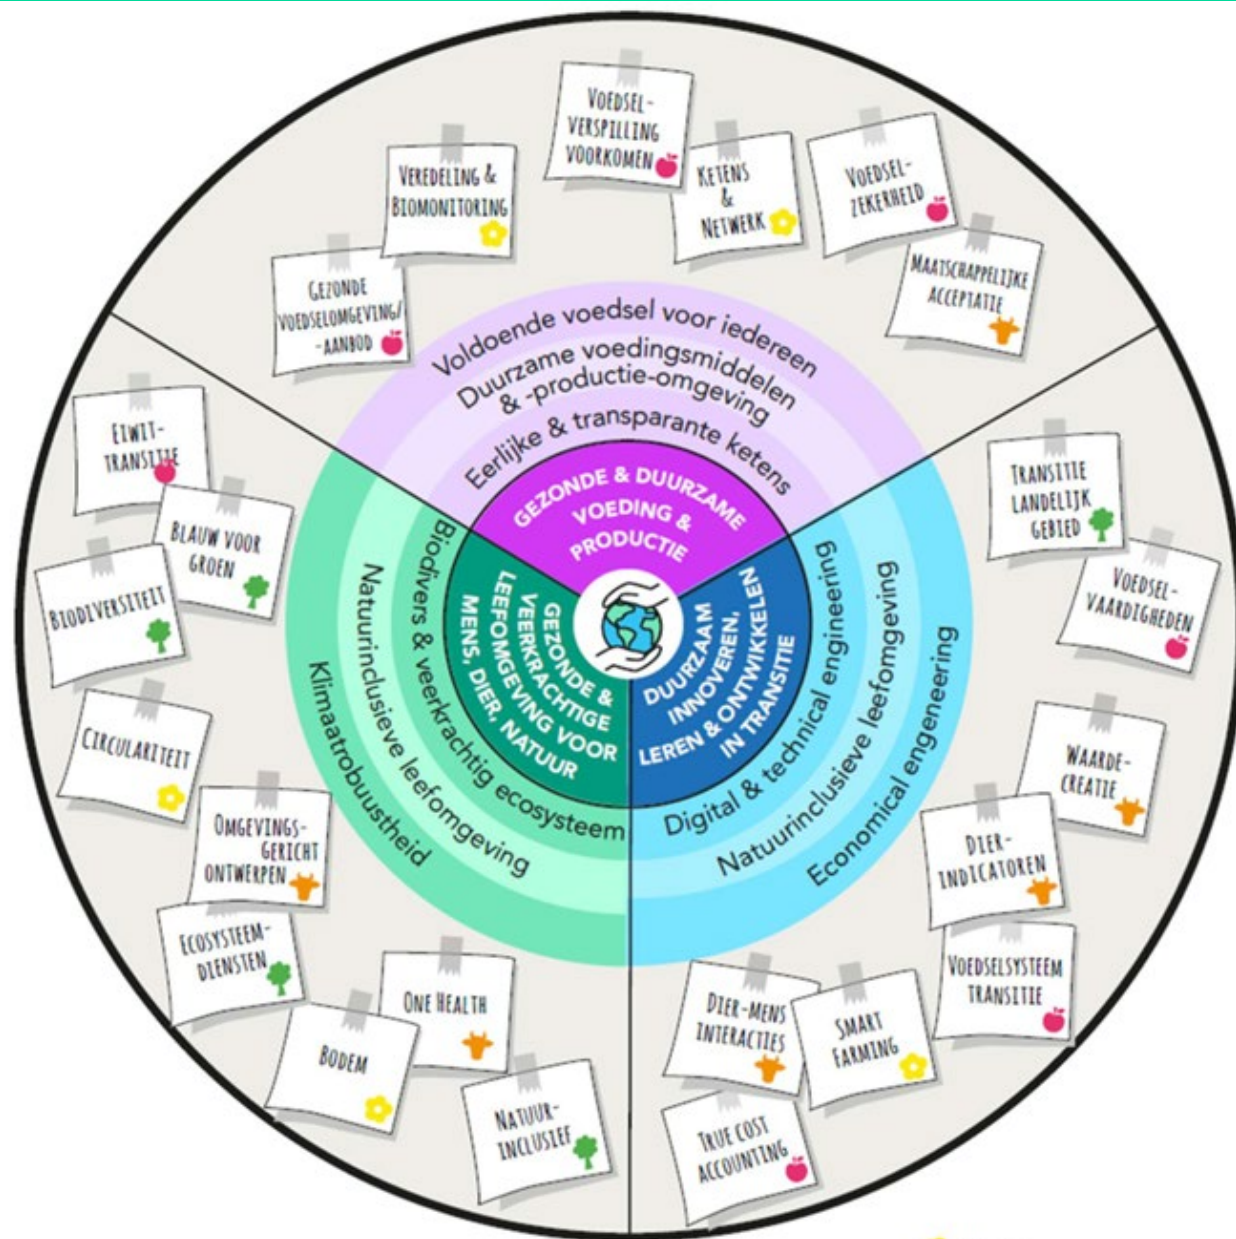 VOEDSEL-
VERSPILLING
VOORKOMEN
KETENS
&
NETWERK
VOEDSEL-
ZEKERHEID
MAATSCHAPPELIJKE
ACCEPTATIE
VEREDELING &
BIOMONITORING
GEZONDE
VOEDSELOMGEVING/
-AANBOD
Voldoende voedsel voor iedereen
Duurzame voedingsmiddelen
& -productie-omgeving
Eerlijke & transparante ketens
GEZONDE & DUURZAME
VOEDING &
PRODUCTIE
EIWIT-
TRANSITIE
BLAUW VOOR
GROEN
BIODIVERSITEIT
CIRCULARITEIT
OMGEVINGS-
GERICHT
ONTWERPEN
ECOSYSTEEM-
DIENSTEN
ONE HEALTH
BODEM
NATUUR-
INCLUSIEF
Klimaatrobuustheid
Natuurinclusieve leefomgeving
Biodivers & veerkrachtig ecosysteem
GEZONDE &
VEERKRACHTIGE
LEEFOMGEVING VOOR
MENS, DIER, NATUUR
DUURZAAM
INNOVEREN,
LEREN & ONTWIKKELEN
IN TRANSITIE
Digital & technical engineering
Natuurinclusieve leefomgeving
Economical engeneering
TRANSITIE
LANDELIJK
GEBIED
VOEDSEL-
VAARDIGHEDEN
WAARDE-
CREATIE
DIER-
INDICATOREN
VOEDSELSYSTEEM
TRANSITIE
DIER-MENS
INTERACTIES
SMART
FARMING
TRUE COST
ACCOUNTING